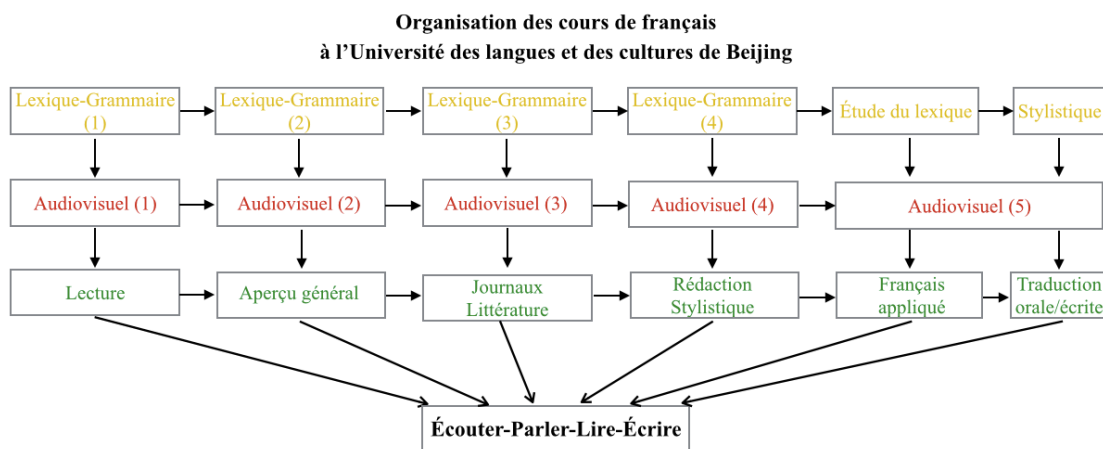 Organisation des cours de français
à l’Université des langues et des cultures de Beijing
Lexique-Grammaire
(1)
Lexique-Grammaire
(2)
Lexique-Grammaire
(3)
Lexique-Grammaire
(4)
Étude du lexique
Stylistique
Audiovisuel (1)
Audiovisuel (2)
Audiovisuel (3)
Audiovisuel (4)
Audiovisuel (5)
Lecture
Aperçu général
Journaux
Littérature
Rédaction
Stylistique
Français
appliqué
Traduction
orale/écrite
Écouter-Parler-Lire-Écrire